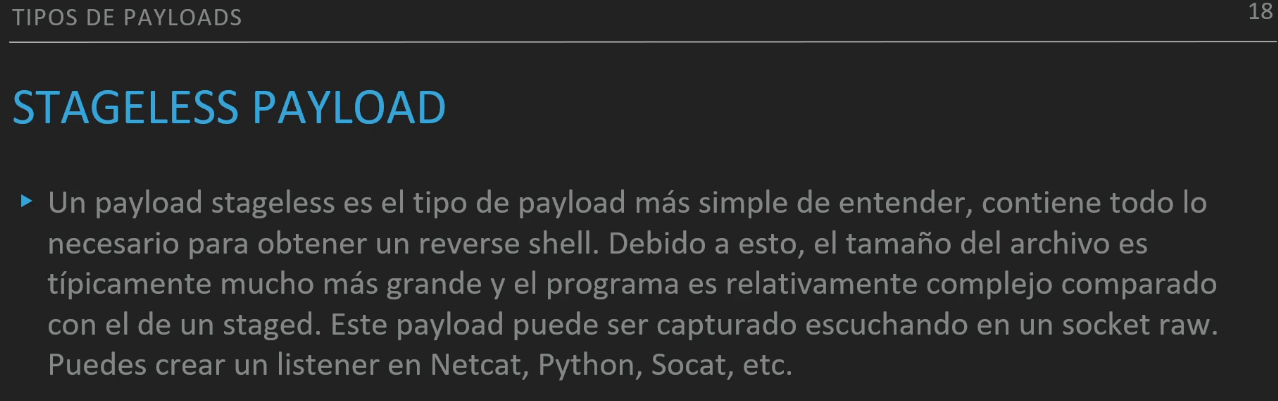 TIPOS DE PAYLOADS
18
STAGELESS PAYLOAD
Un payload stageless es el tipo de payload más simple de entender, contiene todo lo
necesario para obtener un reverse shell. Debido a esto, el tamaño del archivo es
típicamente mucho más grande y el programa es relativamente complejo comparado
con el de un staged. Este payload puede ser capturado escuchando en un socket raw.
Puedes crear un listener en Netcat, Python, Socat, etc.